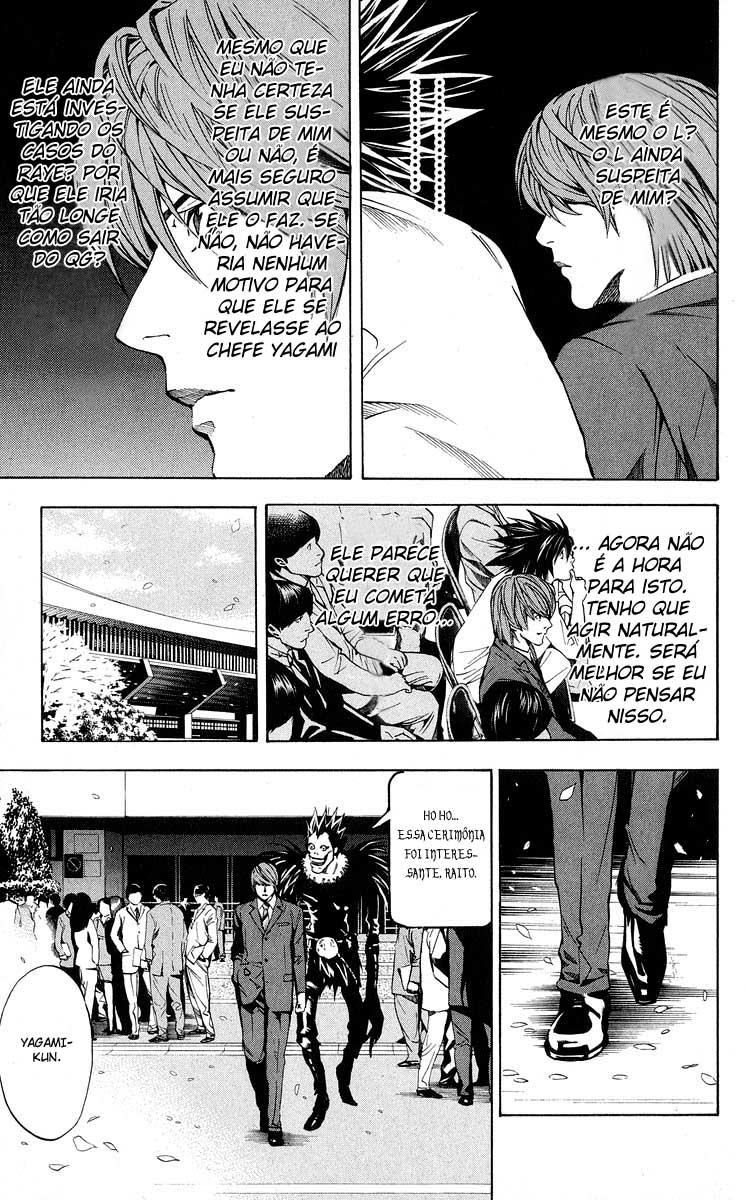 ESTE É
MESMO O L?
O L AINDA
SUSPEITA
DE MIM?
MESMO QUE
EU NÃO TE-
NHA CERTEZA
SE ELE SUS-
PEITA DE MIM
OU NÃO, É
MAIS SEGURO
ASSUMIR QUE
ELE O FAZ. SE
NÃO, NÃO HAVE-
RIA NENHUM
MOTIVO PARA
QUE ELE SE
REVELASSE AO
CHEFE YAGAMI
ELE AINDA
ESTÁ INVES-
TIGANDO OS
CASOS DO
RAYE? POR
QUE ELE IRIA
TÃO LONGE
COMO SAIR
DO QG?
... AGORA NÃO
É A HORA
PARA ISTO.
TENHO QUE
AGIR NATURAL-
MENTE. SERÁ
MELHOR SE EU
NÃO PENSAR
NISSO.
ELE PARECE
QUERER QUE
EU COMETA
ALGUM ERRO...
HO HO...
ESSA CERIMÔNIA
FOI INTERES-
SANTE, RAITO.
YAGAMI-
KUN.